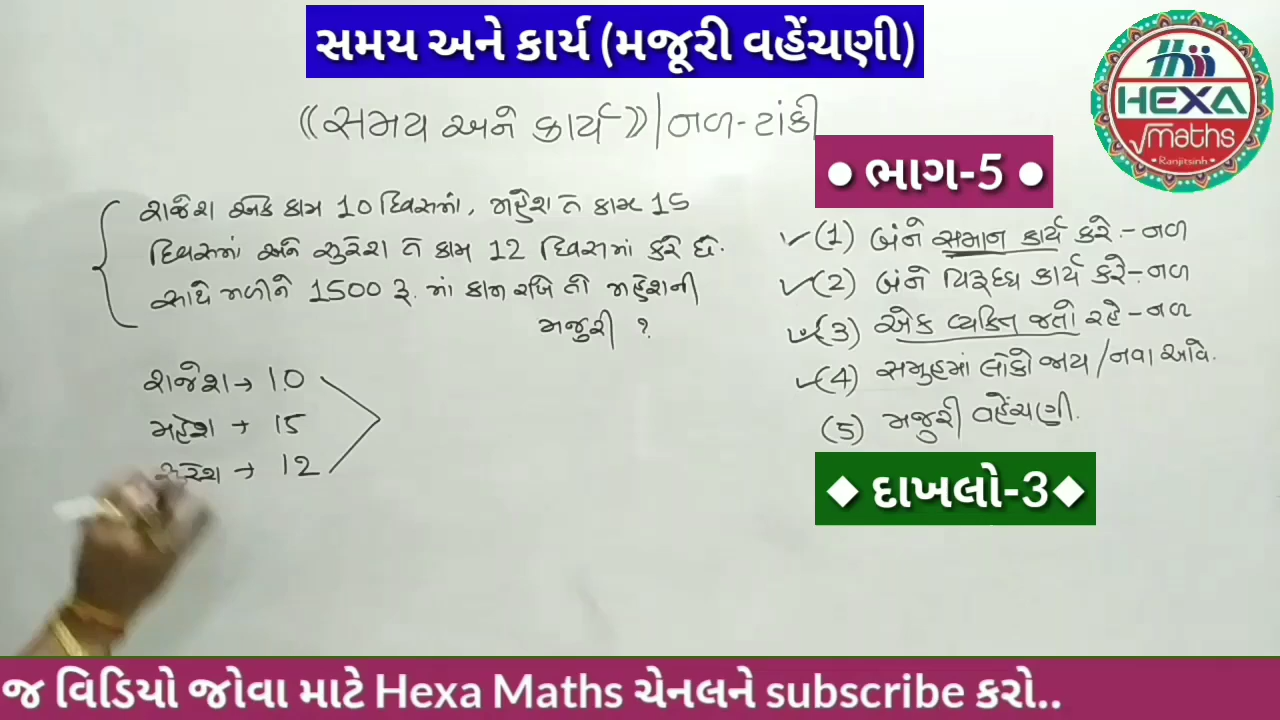 સમય અને કાર્ય (મજૂરી વહેંચણી)
HEXA
maths
Ranjitsinh
《સમય અને કાર્ય》|નળ-ટાંકી
• ભાગ-5 •
રાજેશ એક કામ 10 દિવસમાં, મહેશ તે કામ 15
દિવસમાં અને સુરેશ તે કામ 12 દિવસમાં કરે છે.
સાથે મળીને 1500 રૂ. માં કામ રાખે તો મહેશની
મજુરી ?
(1) બંને સમાન કાર્ય કરે - નળ
(2) બંને વિરૂધ્ધ કાર્ય કરે - નળ
(3) એક વ્યકિત જતો રહે - નળ
(4) સમુહમાં લોકો જાય / નવા આવે.
(5) મજુરી વહેંચણી.
રાજેશ → 10
મહેશ → 15
સુરેશ → 12
◆ દાખલો-3◆
જ વિડિયો જોવા માટે Hexa Maths ચેનલને subscribe કરો..